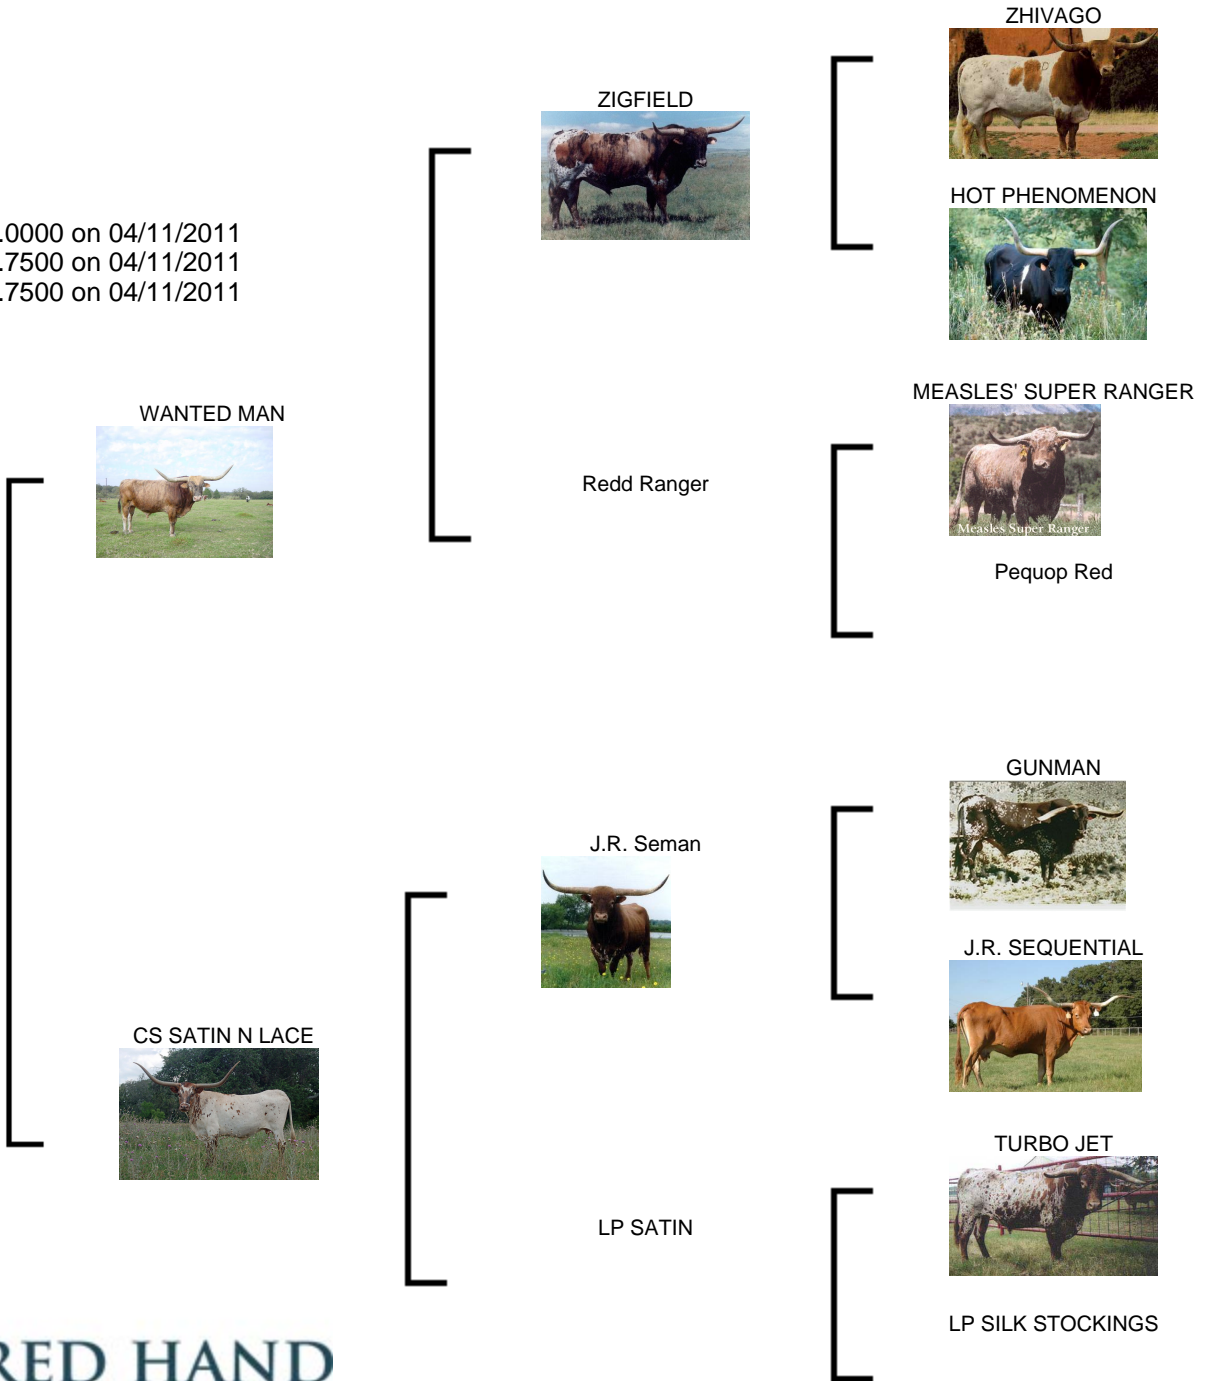 ZHIVAGO
ZIGFIELD
HOT PHENOMENON
.0000 on 04/11/2011
.7500 on 04/11/2011
.7500 on 04/11/2011
MEASLES' SUPER RANGER
WANTED MAN
Redd Ranger
Measles Super Ranger
Pequop Red
GUNMAN
J.R. Seman
J.R. SEQUENTIAL
CS SATIN N LACE
TURBO JET
LP SATIN
LP SILK STOCKINGS
RED HAND